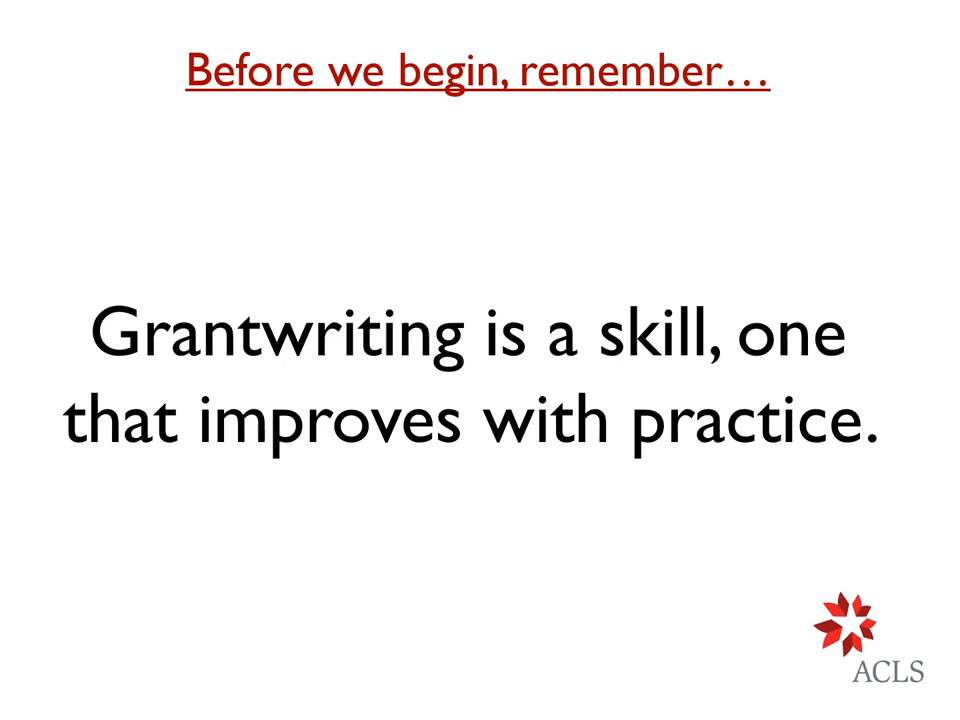 Before we begin, remember…
Grantwriting is a skill, one
that improves with practice.
ACLS